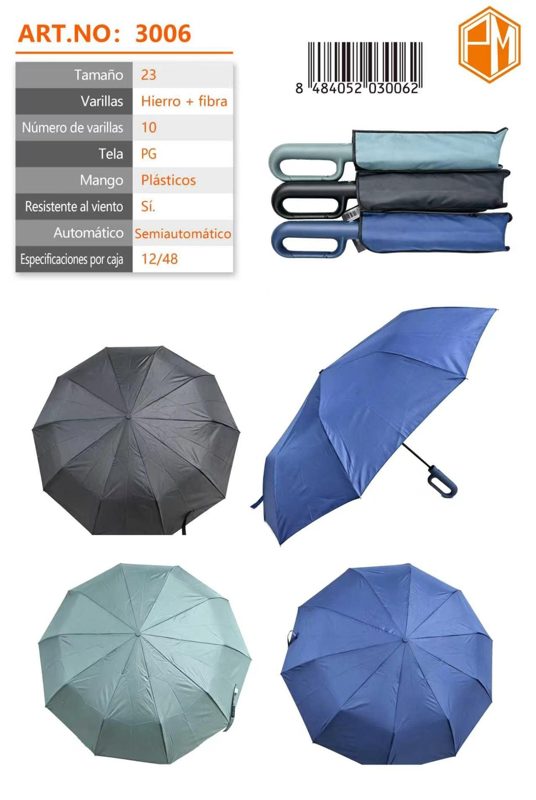 ART.NO： 3006
Tamaño 23
Varillas Hierro + fibra
Número de varillas 10
Tela PG
Mango Plásticos
Resistente al viento Sí.
Automático Semiautomático
Especificaciones por caja 12/48
8 484052 030062